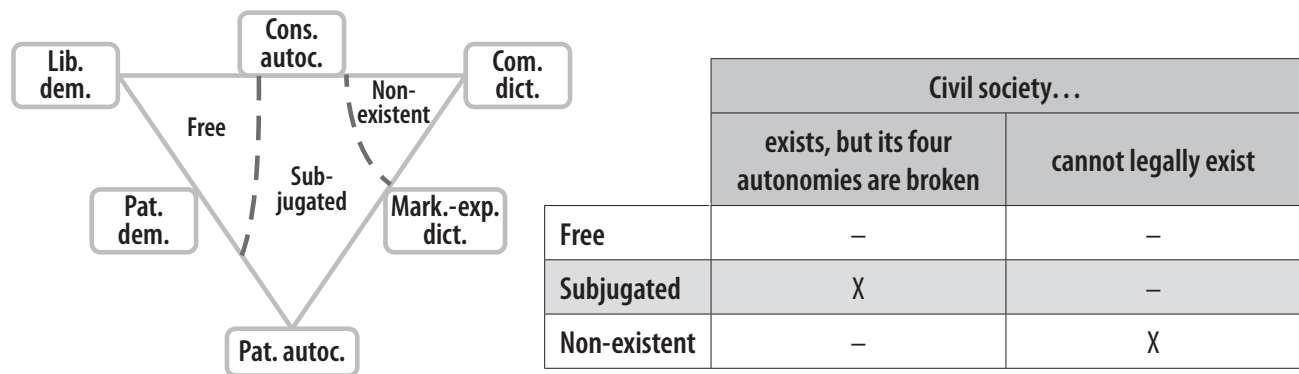 Cons.
autoc.
Lib.
dem.
Com.
dict.
Non-
existent
Free
Sub-
jugated
Pat.
dem.
Mark.-exp.
dict.
Pat. autoc.
Civil society…
exists, but its four
autonomies are broken
cannot legally exist
Free – –
Subjugated X –
Non-existent – X